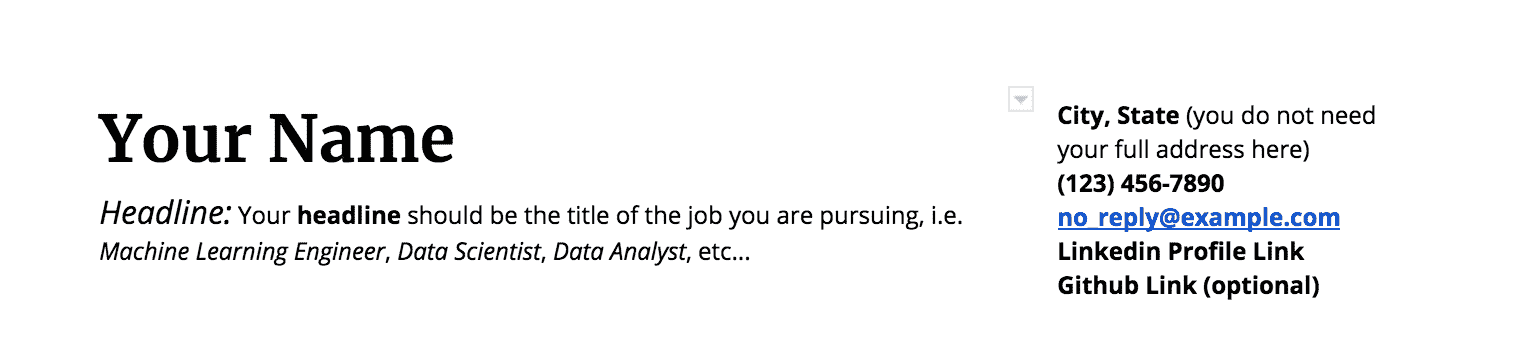 Your Name
Headline: Your headline should be the title of the job you are pursuing, i.e.
Machine Learning Engineer, Data Scientist, Data Analyst, etc...
City, State (you do not need
your full address here)
(123) 456-7890
no_reply@example.com
Linkedin Profile Link
Github Link (optional)